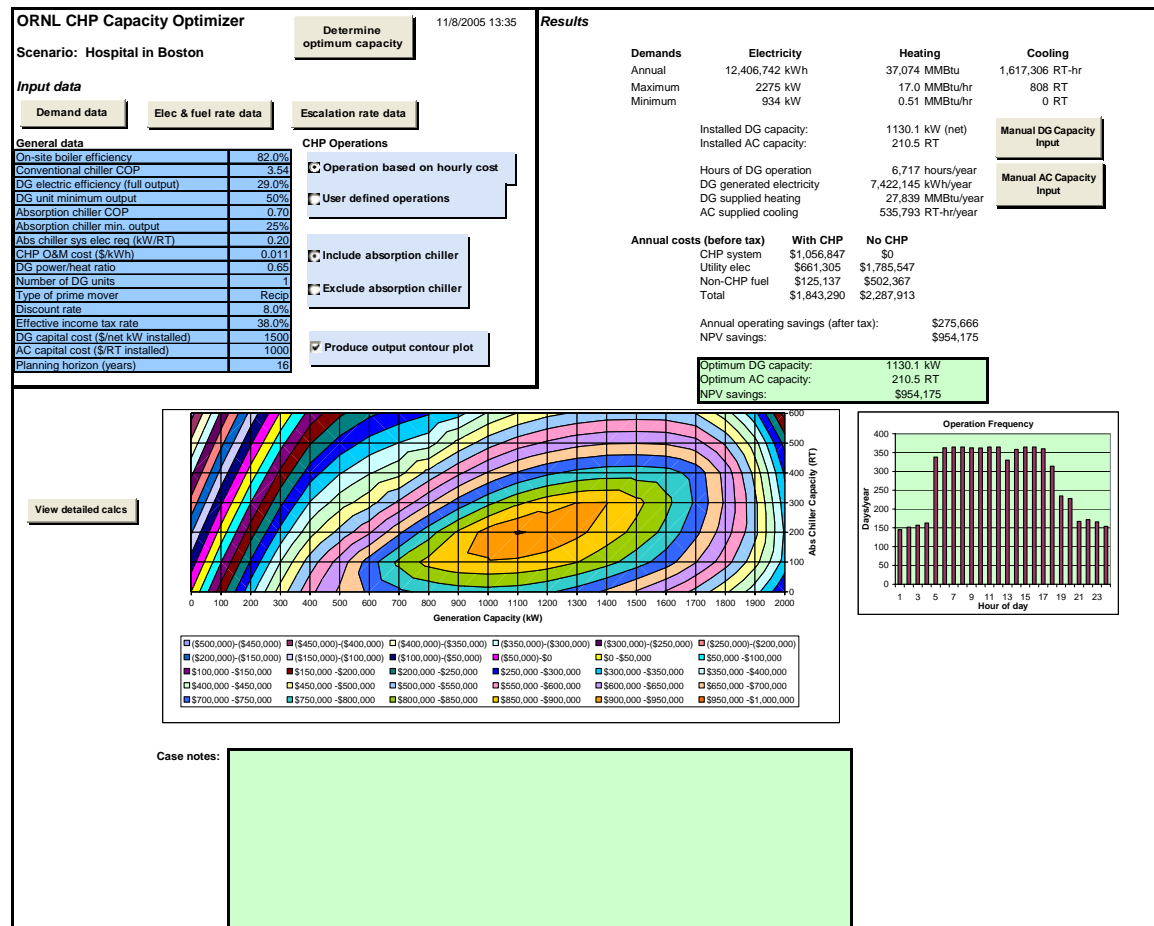 ORNL CHP Capacity Optimizer
11/8/2005 13:35
Determine optimum capacity
Scenario: Hospital in Boston
Input data
Demand data
Elec & fuel rate data
Escalation rate data
General data
On-site boiler efficiency 82.0%
Conventional chiller COP 3.54
DG electric efficiency (full output) 29.0%
DG unit minimum output 50%
Absorption chiller COP 0.70
Absorption chiller min. output 25%
Abs chiller sys elec req (kW/RT) 0.20
CHP O&M cost ($/kWh) 0.011
DG power/heat ratio 0.65
Number of DG units 1
Type of prime mover Recip
Discount rate 8.0%
Effective income tax rate 38.0%
DG capital cost ($/net kW installed) 1500
AC capital cost ($/RT installed) 1000
Planning horizon (years) 16
CHP Operations
Operation based on hourly cost
User defined operations
Include absorption chiller
Exclude absorption chiller
Produce output contour plot
Results
Demands Electricity Heating Cooling
Annual 12,406,742 kWh 37,074 MMBtu 1,617,306 RT-hr
Maximum 2275 kW 17.0 MMBtu/hr 808 RT
Minimum 934 kW 0.51 MMBtu/hr 0 RT
Installed DG capacity: 1130.1 kW (net)
Installed AC capacity: 210.5 RT
Manual DG Capacity Input
Manual AC Capacity Input
Hours of DG operation 6,717 hours/year
DG generated electricity 7,422,145 kWh/year
DG supplied heating 27,839 MMBtu/year
AC supplied cooling 535,793 RT-hr/year
Annual costs (before tax) With CHP No CHP
CHP system $1,056,847 $0
Utility elec $661,305 $1,785,547
Non-CHP fuel $125,137 $502,367
Total $1,843,290 $2,287,913
Annual operating savings (after tax): $275,666
NPV savings: $954,175
Optimum DG capacity: 1130.1 kW
Optimum AC capacity: 210.5 RT
NPV savings: $954,175
View detailed calcs
600
500
400
300
200
100
0
Abs Chiller Capacity (RT)
0 100 200 300 400 500 600 700 800 900 1000 1100 1200 1300 1400 1500 1600 1700 1800 1900 2000
Generation Capacity (kW)
($500,000)-($450,000) ($450,000)-($400,000) ($400,000)-($350,000) ($350,000)-($300,000) ($300,000)-($250,000) ($250,000)-($200,000)
($200,000)-($150,000) ($150,000)-($100,000) ($100,000)-($50,000) ($50,000)-$0 $0 -$50,000 $50,000 -$100,000
$100,000 -$150,000 $150,000 -$200,000 $200,000 -$250,000 $250,000 -$300,000 $300,000 -$350,000 $350,000 -$400,000
$400,000 -$450,000 $450,000 -$500,000 $500,000 -$550,000 $550,000 -$600,000 $600,000 -$650,000 $650,000 -$700,000
$700,000 -$750,000 $750,000 -$800,000 $800,000 -$850,000 $850,000 -$900,000 $900,000 -$950,000 $950,000 -$1,000,000
Operation Frequency
Days/year
400
350
300
250
200
150
100
50
0
1 3 5 7 9 11 13 15 17 19 21 23
Hour of day
Case notes: